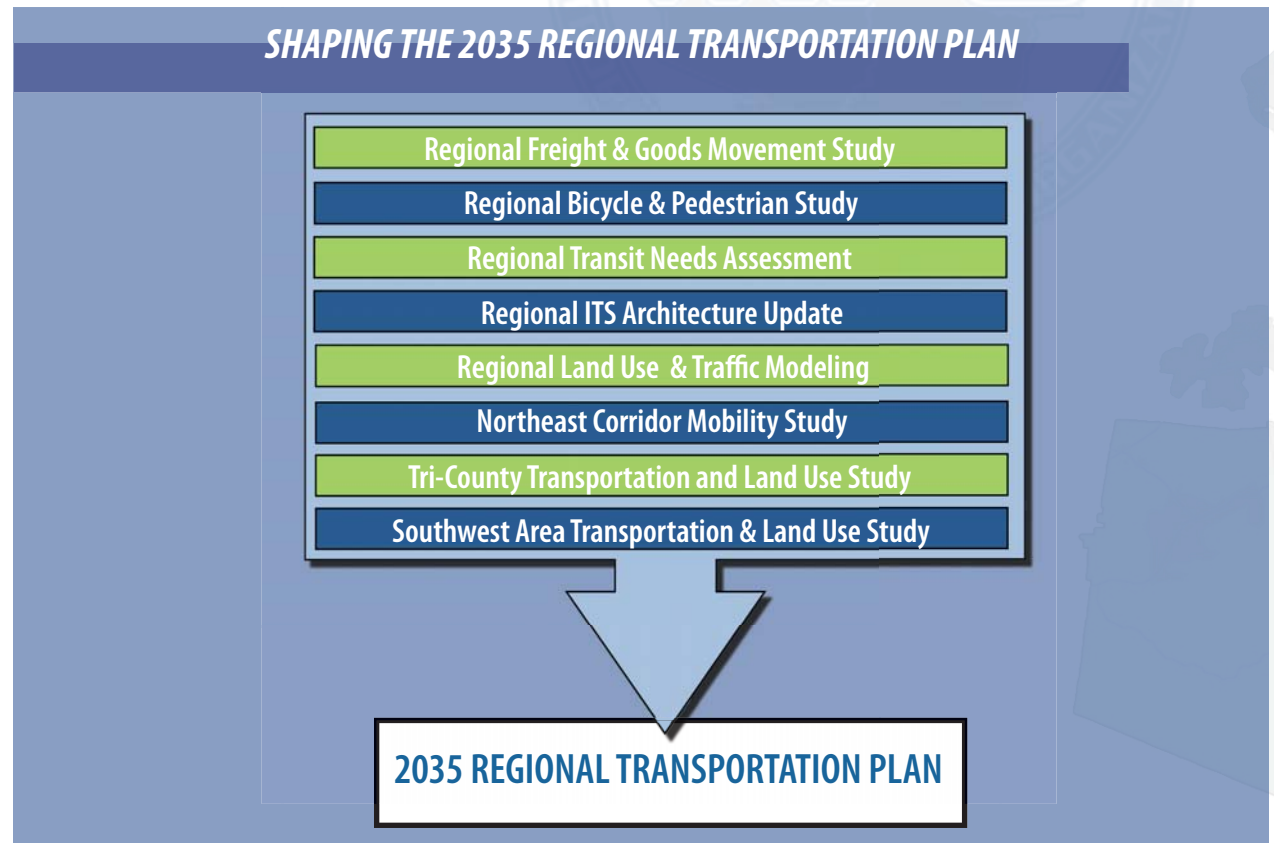 SHAPING THE 2035 REGIONAL TRANSPORTATION PLAN
Regional Freight & Goods Movement Study
Regional Bicycle & Pedestrian Study
Regional Transit Needs Assessment
Regional ITS Architecture Update
Regional Land Use & Traffic Modeling
Northeast Corridor Mobility Study
Tri-County Transportation and Land Use Study
Southwest Area Transportation & Land Use Study
2035 REGIONAL TRANSPORTATION PLAN